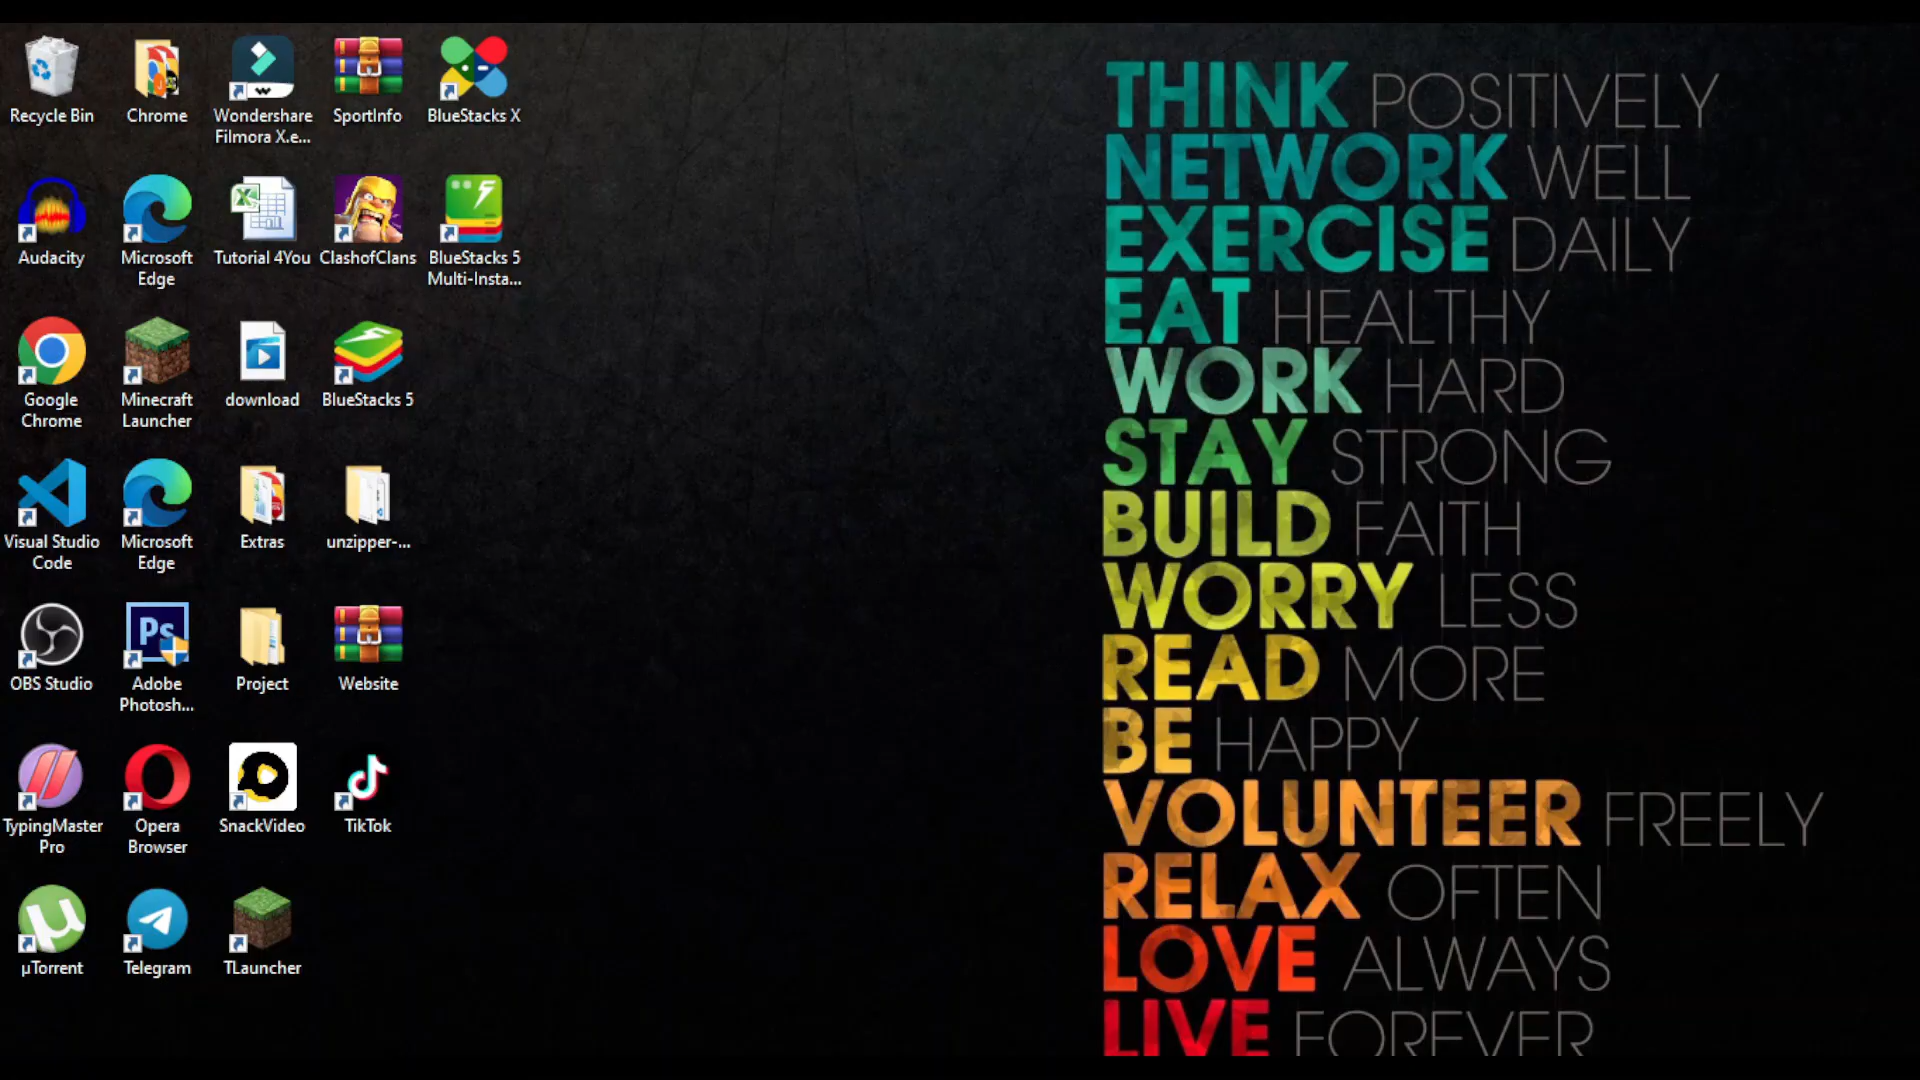 Recycle Bin
Chrome
Wondershare
Filmora X.e...
SportInfo
BlueStacks X
Audacity
Microsoft
Edge
Tutorial 4You
ClashofClans
BlueStacks 5
Multi-Insta...
Google
Chrome
Minecraft
Launcher
download
BlueStacks 5
Visual Studio
Code
Microsoft
Edge
Extras
unzipper-...
OBS Studio
Ps
Adobe
Photosh...
Project
Website
TypingMaster
Pro
Opera
Browser
SnackVideo
TikTok
µTorrent
Telegram
TLauncher
THINK POSITIVELY
NETWORK WELL
EXERCISE DAILY
EAT HEALTHY
WORK HARD
STAY STRONG
BUILD FAITH
WORRY LESS
READ MORE
BE HAPPY
VOLUNTEER FREELY
RELAX OFTEN
LOVE ALWAYS
LIVE FOREVER